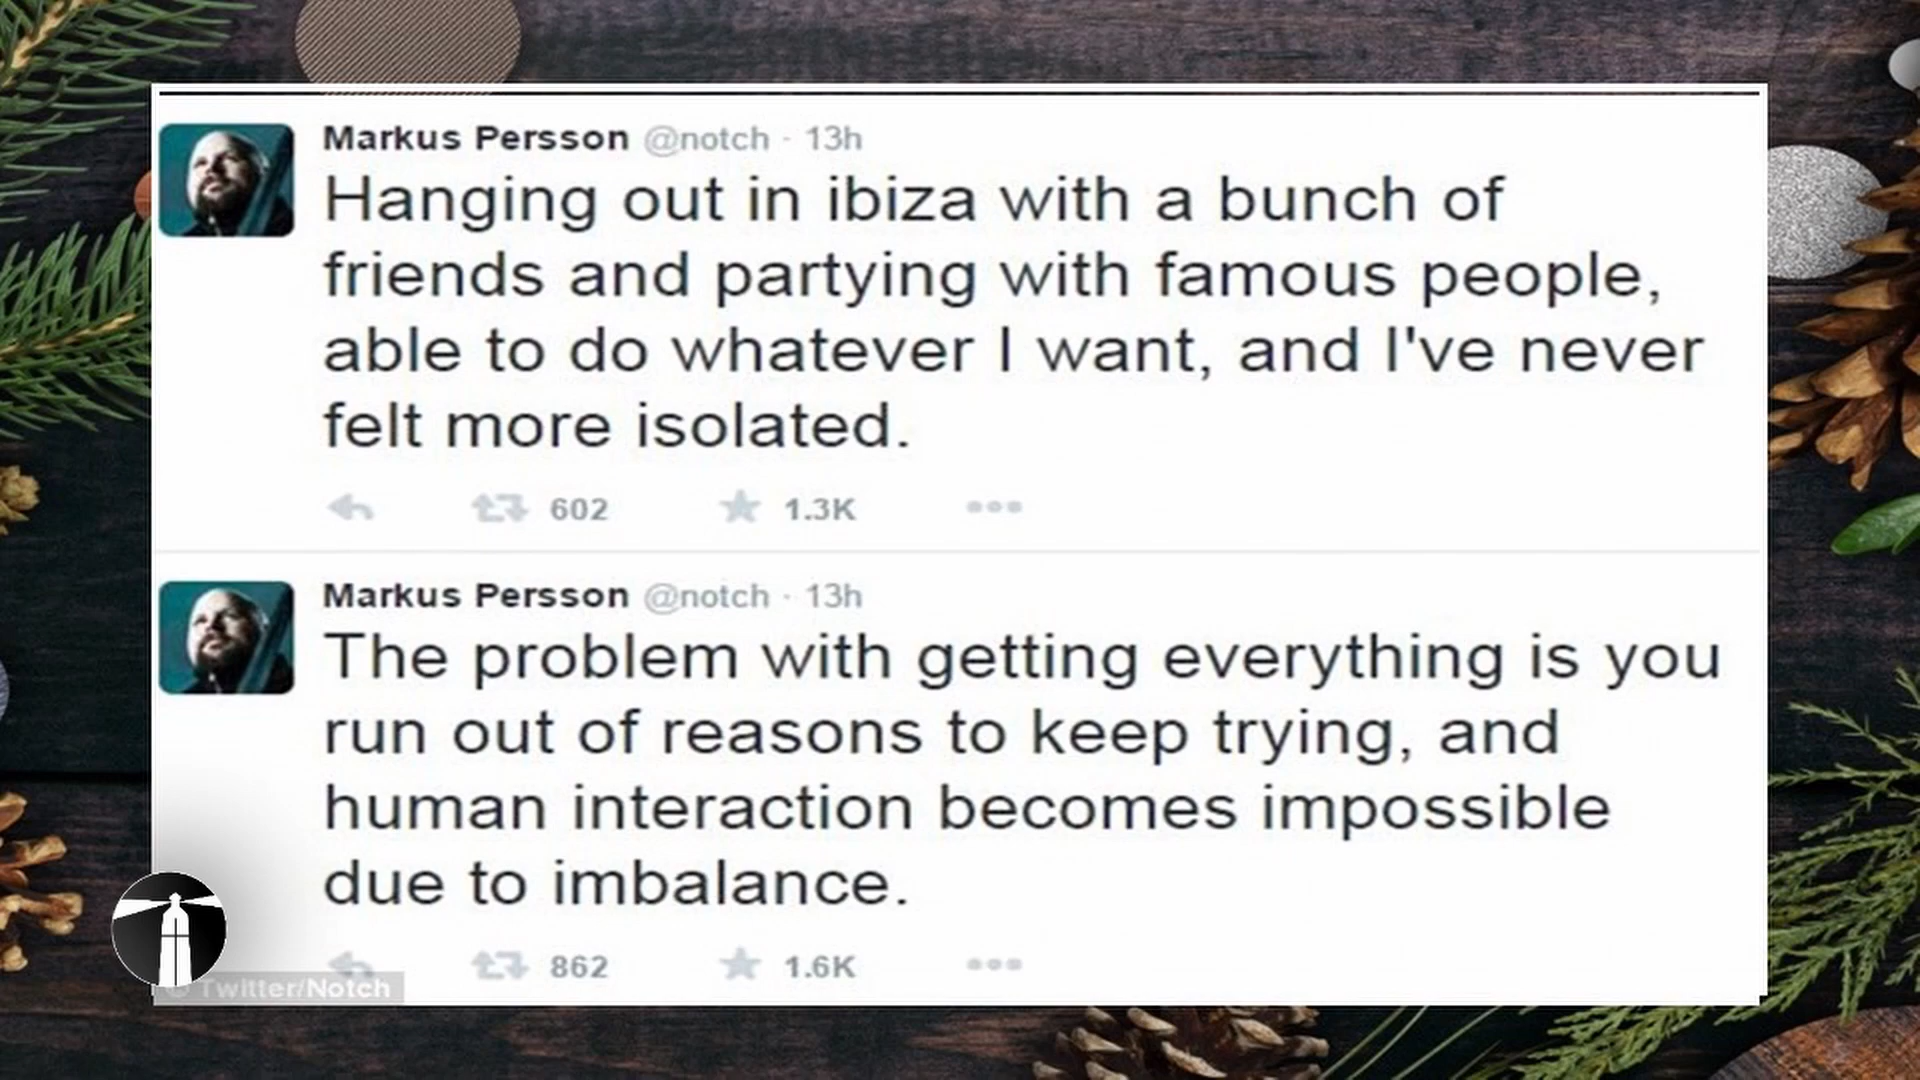 Markus Persson @notch · 13h
Hanging out in ibiza with a bunch of
friends and partying with famous people,
able to do whatever I want, and I've never
felt more isolated.
602 1.3K
Markus Persson @notch · 13h
The problem with getting everything is you
run out of reasons to keep trying, and
human interaction becomes impossible
due to imbalance.
862 1.6K
Twitter/Notch